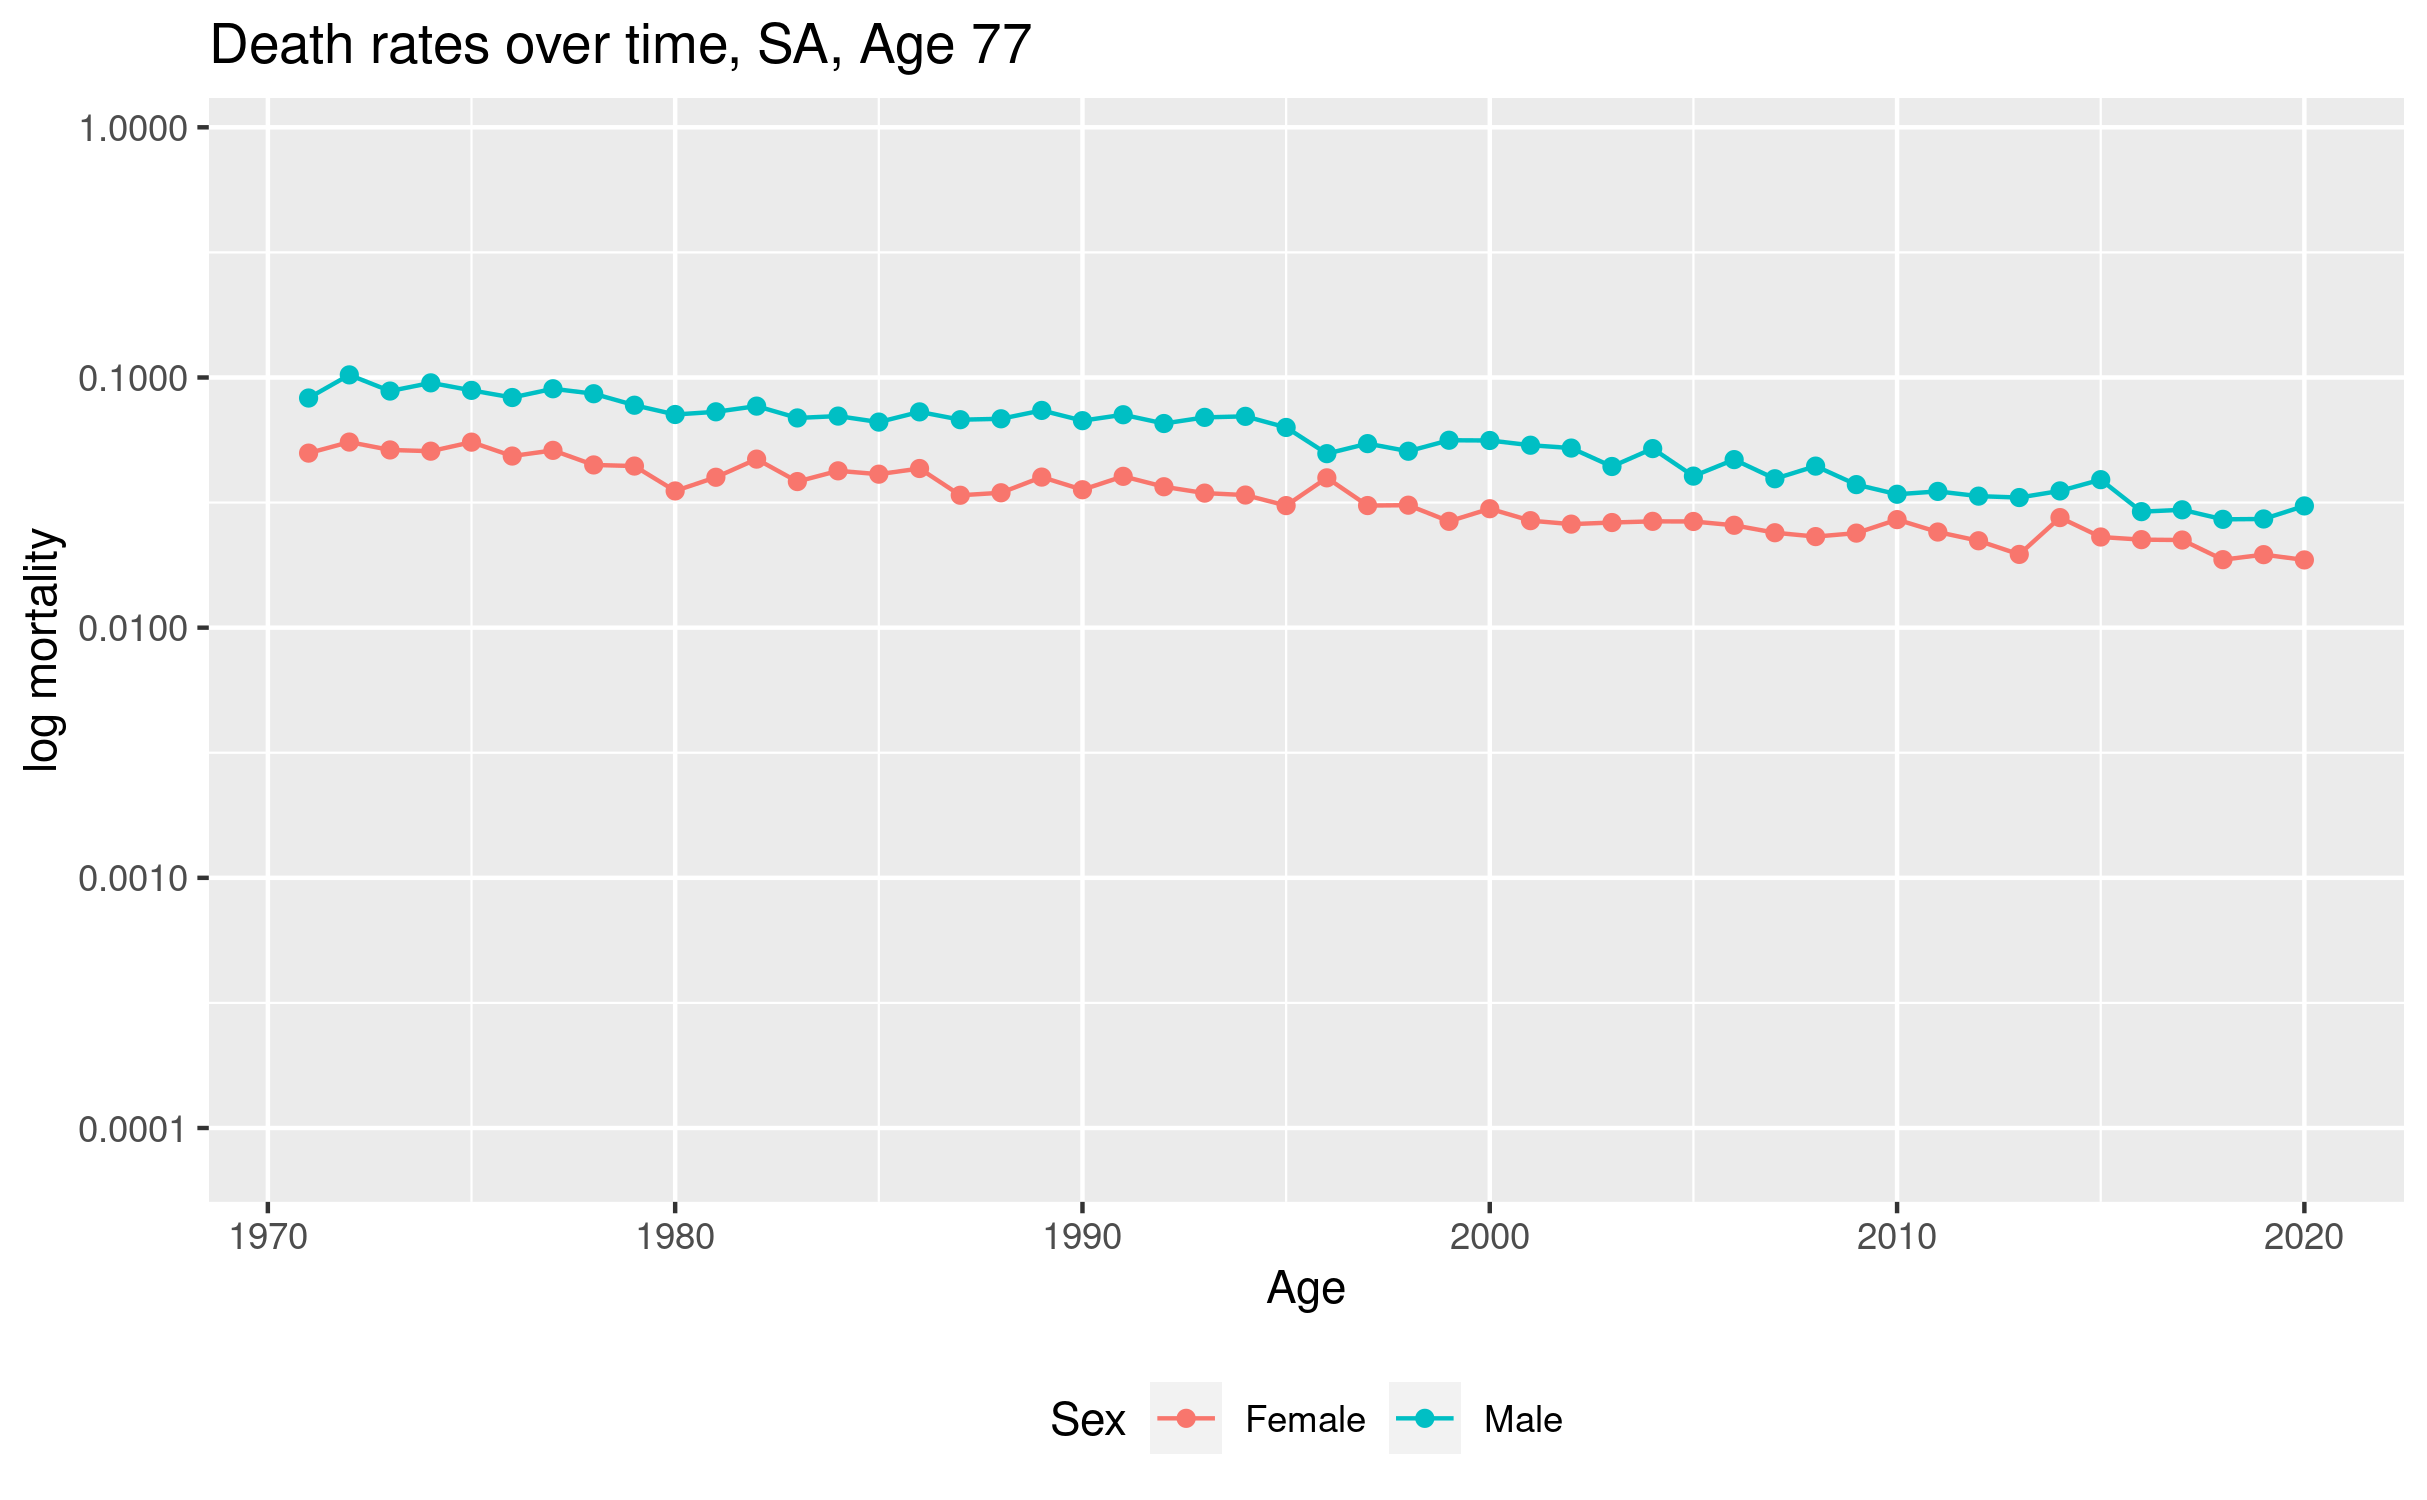 Death rates over time, SA, Age 77
log mortality
1.0000
0.1000
0.0100
0.0010
0.0001
1970 1980 1990 2000 2010 2020
Age
Sex Female Male